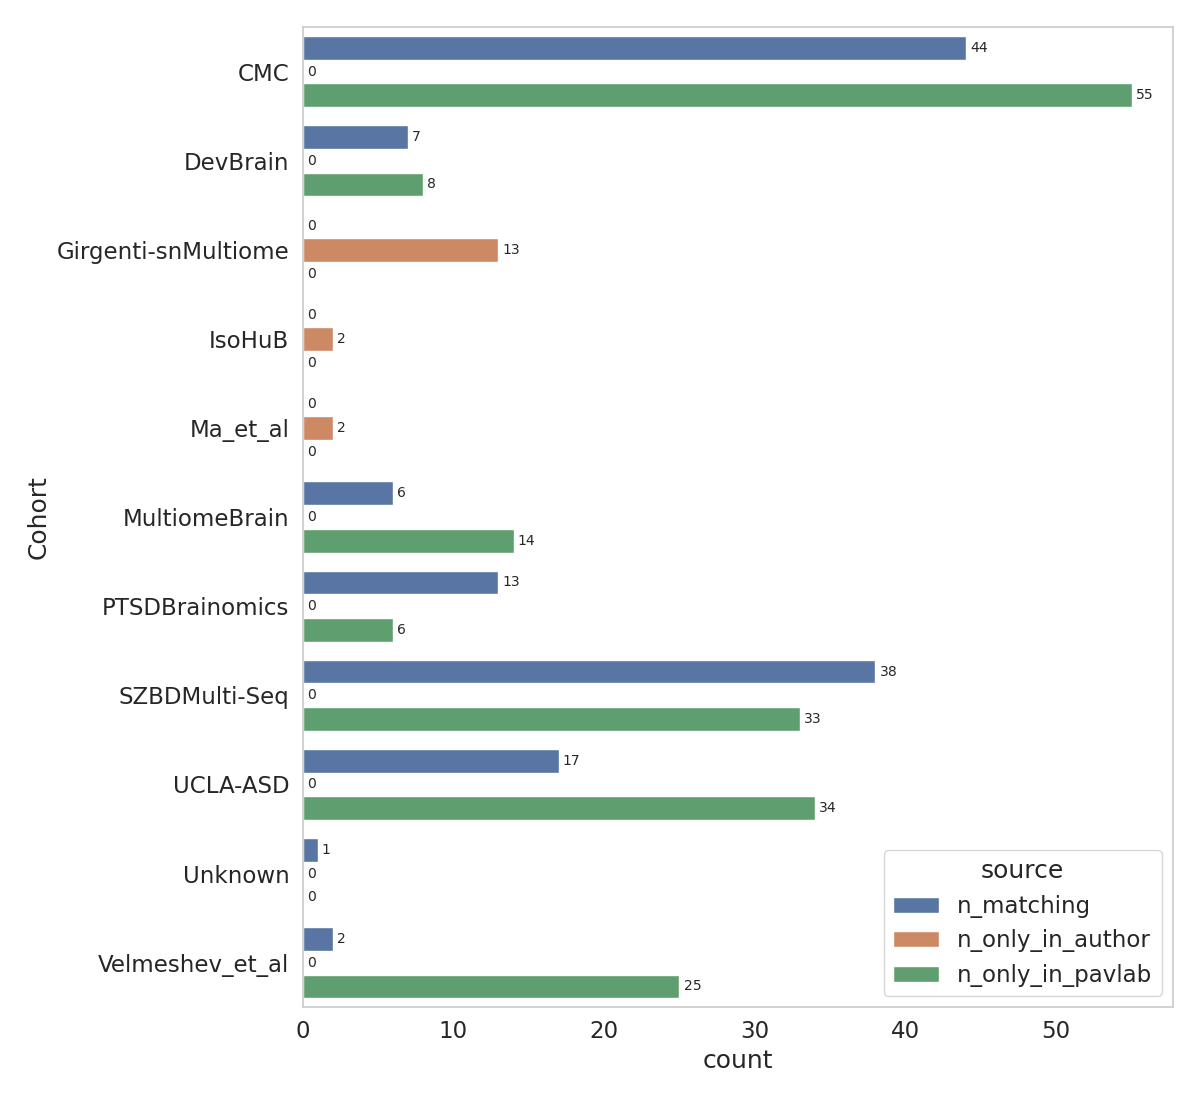 CMC
44
0
55
DevBrain
7
0
8
Girgenti-snMultiome
0
13
0
IsoHuB
0
2
0
Ma_et_al
0
2
0
MultiomeBrain
6
0
14
PTSDBrainomics
13
0
6
SZBDMulti-Seq
38
0
33
UCLA-ASD
17
0
34
Unknown
1
0
0
Velmeshev_et_al
2
0
25
Cohort
0 10 20 30 40 50
count
source
n_matching
n_only_in_author
n_only_in_pavlab